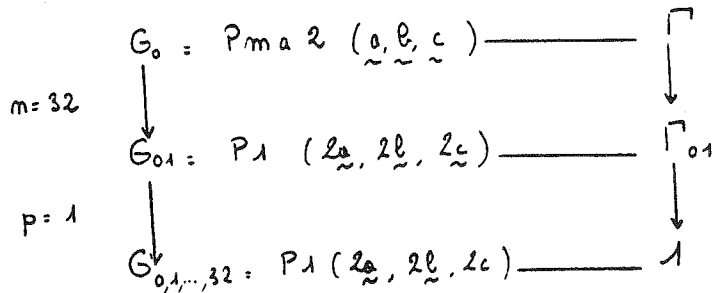 G₀ = Pma2 (a, b, c) Γ
n=32
G₀₁ = P1 (2a, 2b, 2c) Γ₀₁
p=1
G₀,₁,...,₃₂ = P1 (2a, 2b, 2c) 1